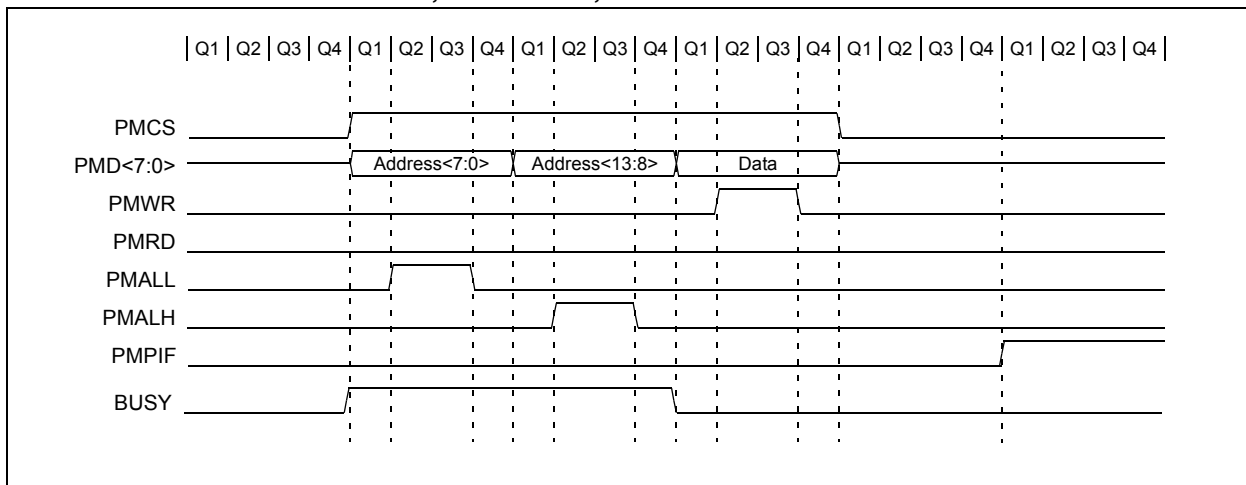 Q1 Q2 Q3 Q4 Q1 Q2 Q3 Q4 Q1 Q2 Q3 Q4 Q1 Q2 Q3 Q4 Q1 Q2 Q3 Q4 Q1 Q2 Q3 Q4
PMCS
PMD<7:0> Address<7:0> Address<13:8> Data
PMWR
PMRD
PMALL
PMALH
PMPIF
BUSY